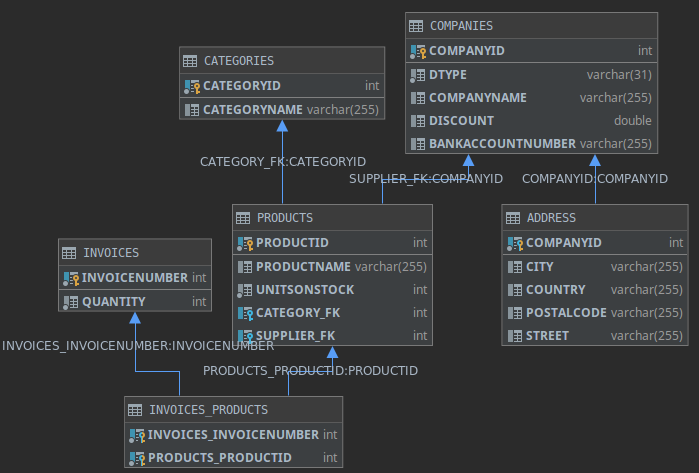 COMPANIES
COMPANYID int
DTYPE varchar(31)
COMPANYNAME varchar(255)
DISCOUNT double
BANKACCOUNTNUMBER varchar(255)
CATEGORIES
CATEGORYID int
CATEGORYNAME varchar(255)
CATEGORY_FK:CATEGORYID
SUPPLIER_FK:COMPANYID
COMPANYID:COMPANYID
PRODUCTS
PRODUCTID int
PRODUCTNAME varchar(255)
UNITSONSTOCK int
CATEGORY_FK int
SUPPLIER_FK int
ADDRESS
COMPANYID int
CITY varchar(255)
COUNTRY varchar(255)
POSTALCODE varchar(255)
STREET varchar(255)
INVOICES
INVOICENUMBER int
QUANTITY int
INVOICES_INVOICENUMBER:INVOICENUMBER
PRODUCTS_PRODUCTID:PRODUCTID
INVOICES_PRODUCTS
INVOICES_INVOICENUMBER int
PRODUCTS_PRODUCTID int